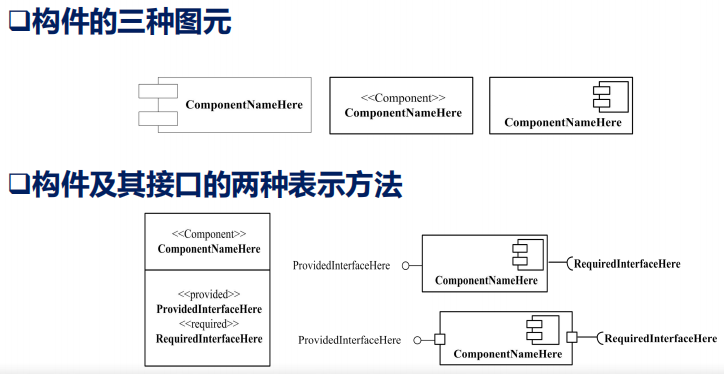 ❑构件的三种图元
ComponentNameHere
<<Component>>
ComponentNameHere
ComponentNameHere
❑构件及其接口的两种表示方法
<<Component>>
ComponentNameHere
<<provided>>
ProvidedInterfaceHere
<<required>>
RequiredInterfaceHere
ProvidedInterfaceHere
ComponentNameHere
RequiredInterfaceHere
ProvidedInterfaceHere
ComponentNameHere
RequiredInterfaceHere